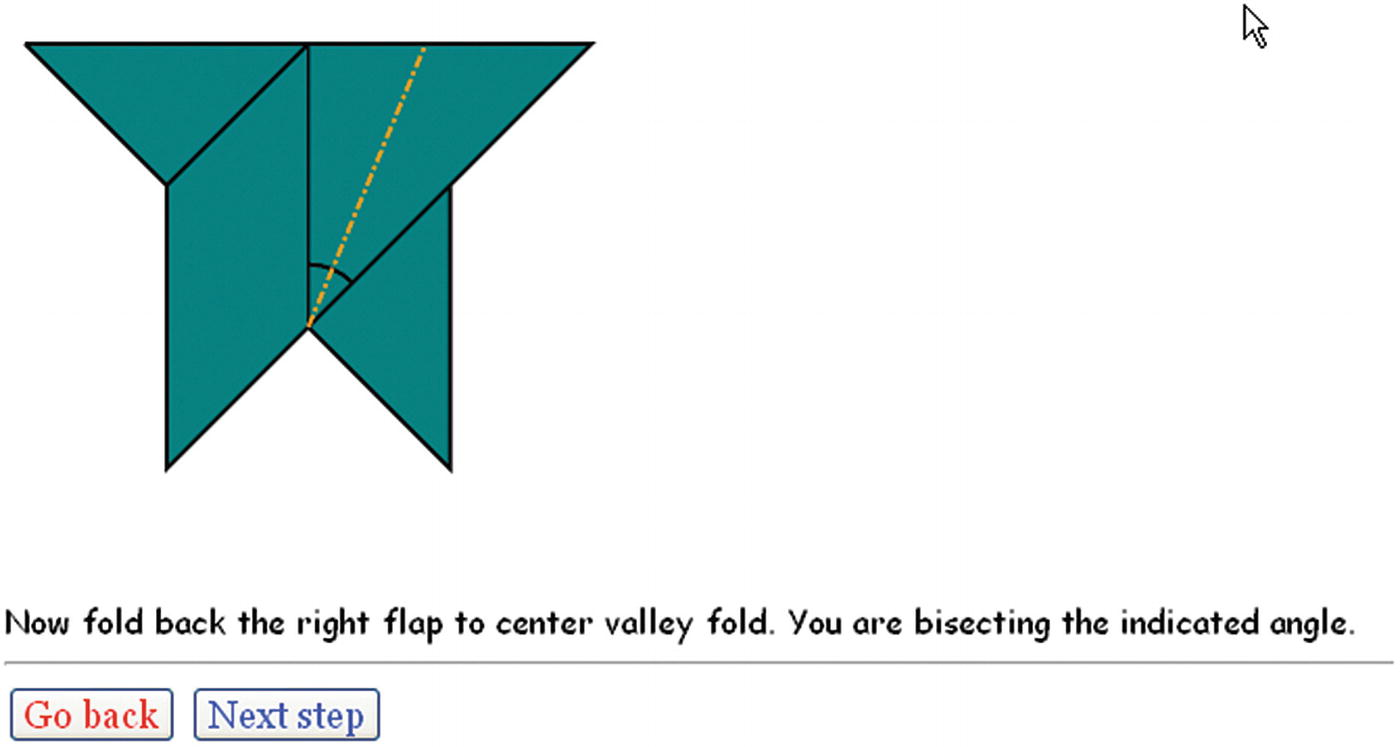 Now fold back the right flap to center valley fold. You are bisecting the indicated angle.
Go back Next step